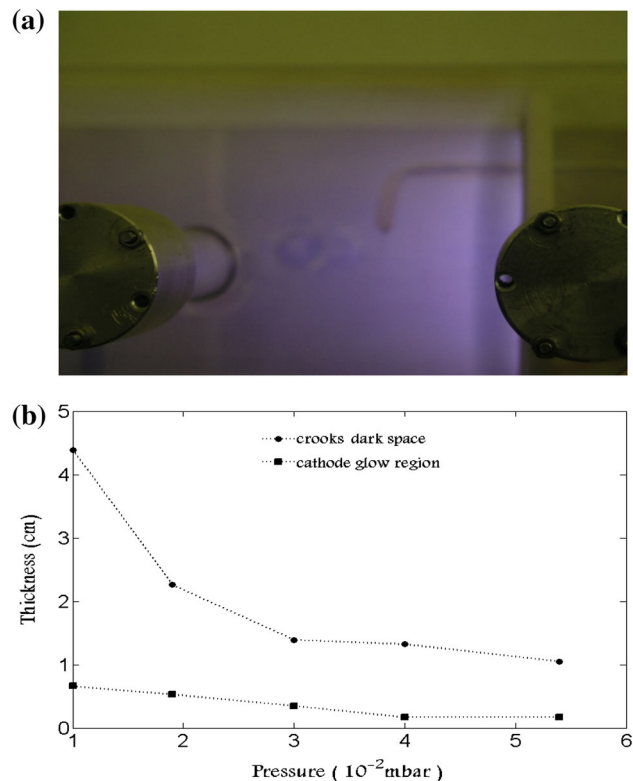 (a)
(b)
5
4
3
2
1
0
Thickness (cm)
crooks dark space
cathode glow region
1 2 3 4 5 6
Pressure ( 10⁻²mbar )